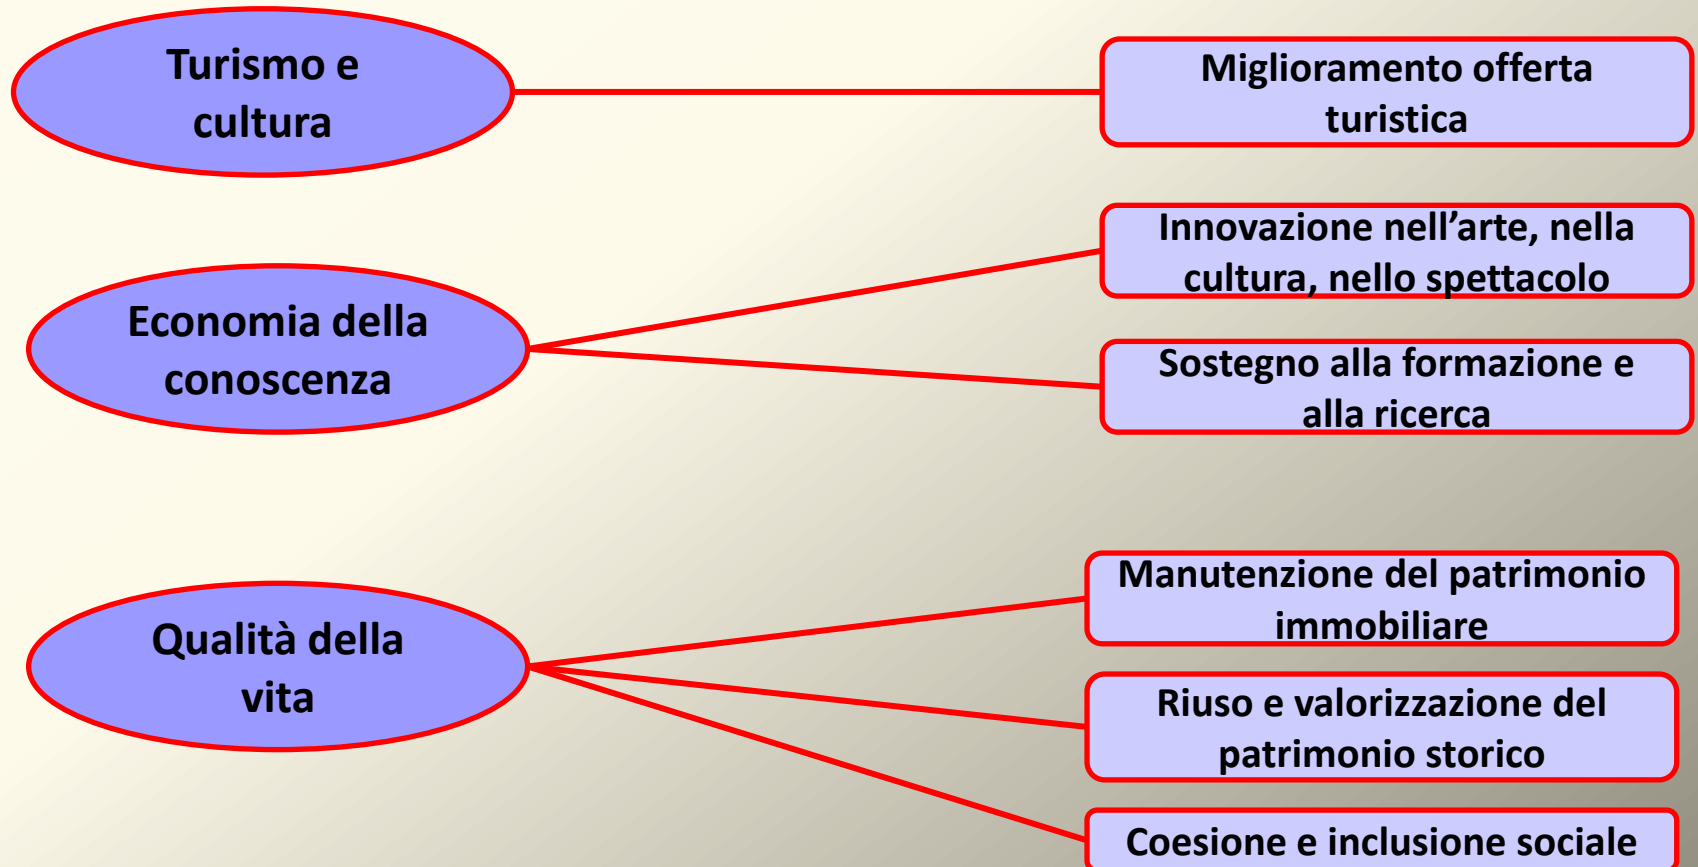 Turismo e
cultura
Miglioramento offerta
turistica
Economia della
conoscenza
Innovazione nell’arte, nella
cultura, nello spettacolo
Sostegno alla formazione e
alla ricerca
Qualità della
vita
Manutenzione del patrimonio
immobiliare
Riuso e valorizzazione del
patrimonio storico
Coesione e inclusione sociale